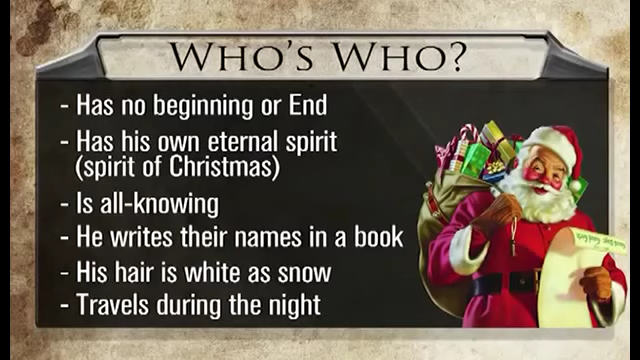 WHO'S WHO?
- Has no beginning or End
- Has his own eternal spirit
(spirit of Christmas)
- Is all-knowing
- He writes their names in a book
- His hair is white as snow
- Travels during the night